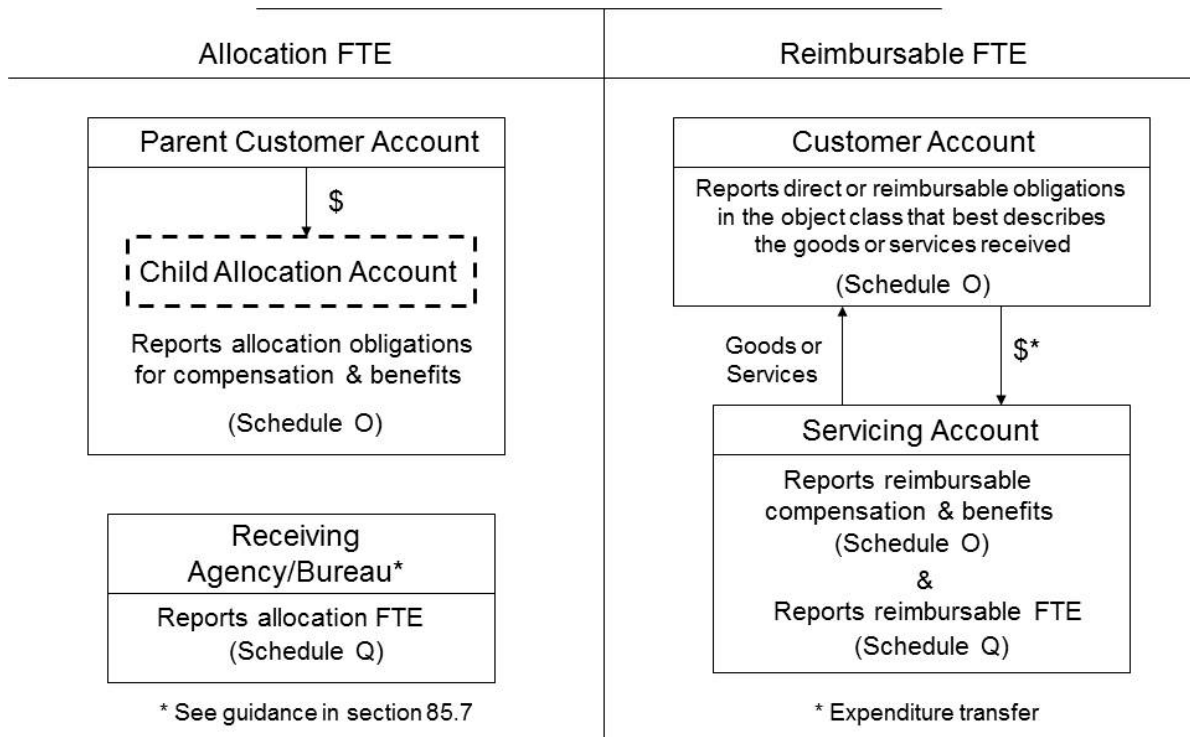 Allocation FTE
Parent Customer Account
$
Child Allocation Account
Reports allocation obligations
for compensation & benefits
(Schedule O)
Receiving
Agency/Bureau*
Reports allocation FTE
(Schedule Q)
* See guidance in section 85.7
Reimbursable FTE
Customer Account
Reports direct or reimbursable obligations
in the object class that best describes
the goods or services received
(Schedule O)
Goods or
Services
$*
Servicing Account
Reports reimbursable
compensation & benefits
(Schedule O)
&
Reports reimbursable FTE
(Schedule Q)
* Expenditure transfer